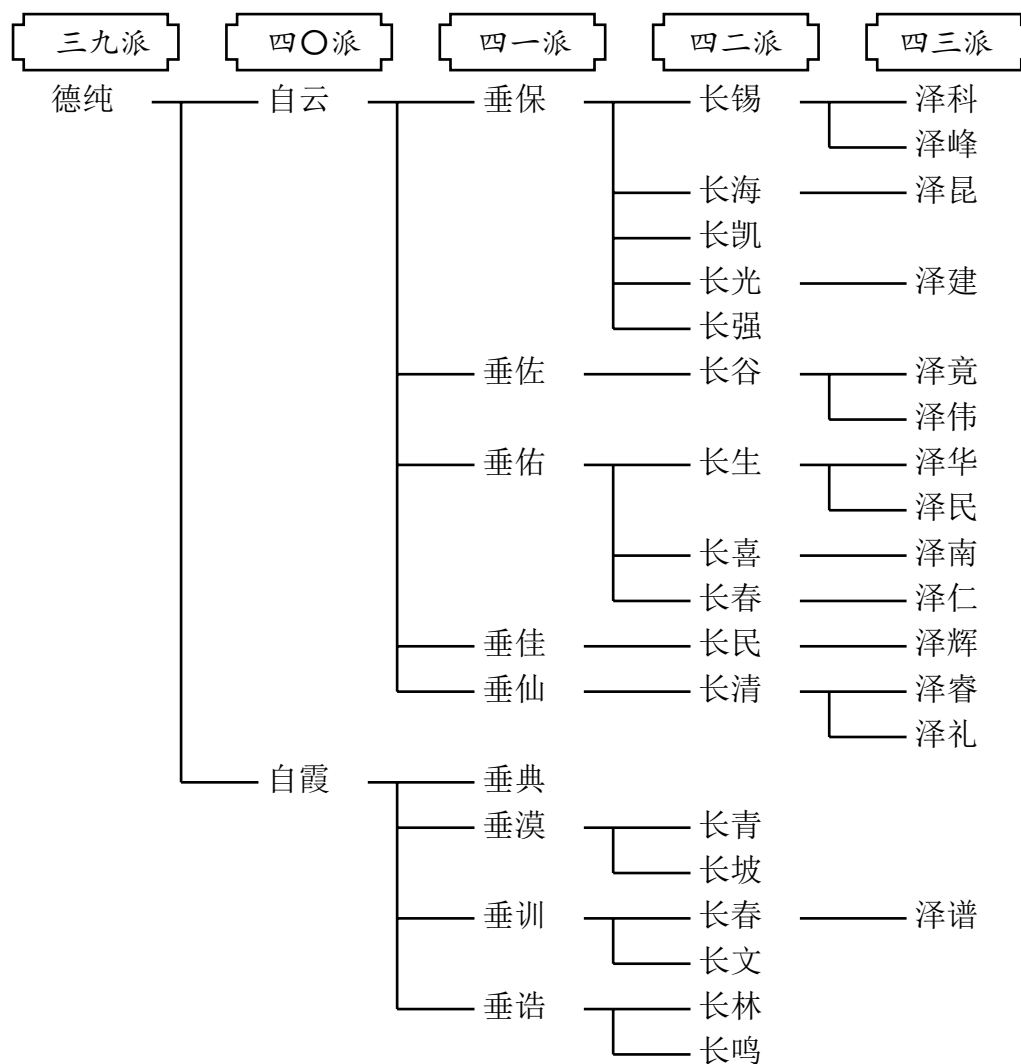 三九派 四〇派 四一派 四二派 四三派
德纯 自云 垂保 长锡 泽科
泽峰
长海 泽昆
长凯
长光 泽建
长强
垂佐 长谷 泽竟
泽伟
垂佑 长生 泽华
泽民
长喜 泽南
长春 泽仁
垂佳 长民 泽辉
垂仙 长清 泽睿
泽礼
自霞 垂典
垂漠 长青
长坡
垂训 长春 泽谱
长文
垂诰 长林
长鸣